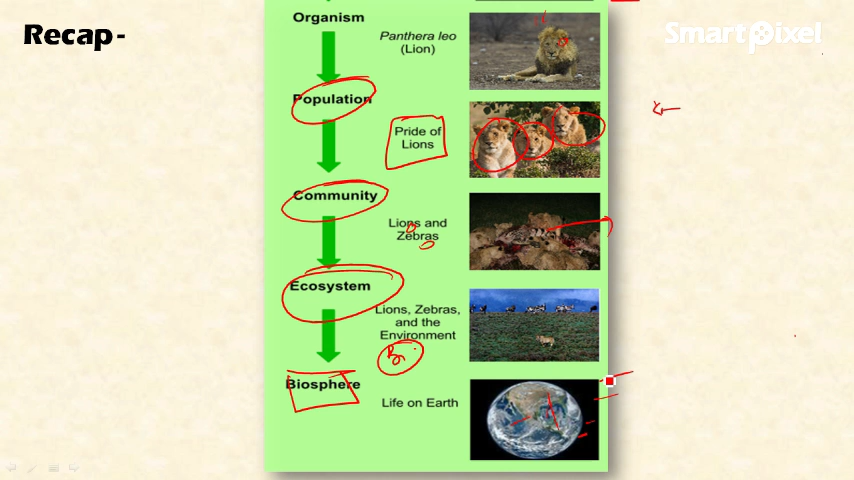 Recap-
SmartPixel
Organism
Panthera leo
(Lion)
Population
Pride of
Lions
Community
Lions and
Zebras
Ecosystem
Lions, Zebras,
and the
Environment
Biosphere
Life on Earth